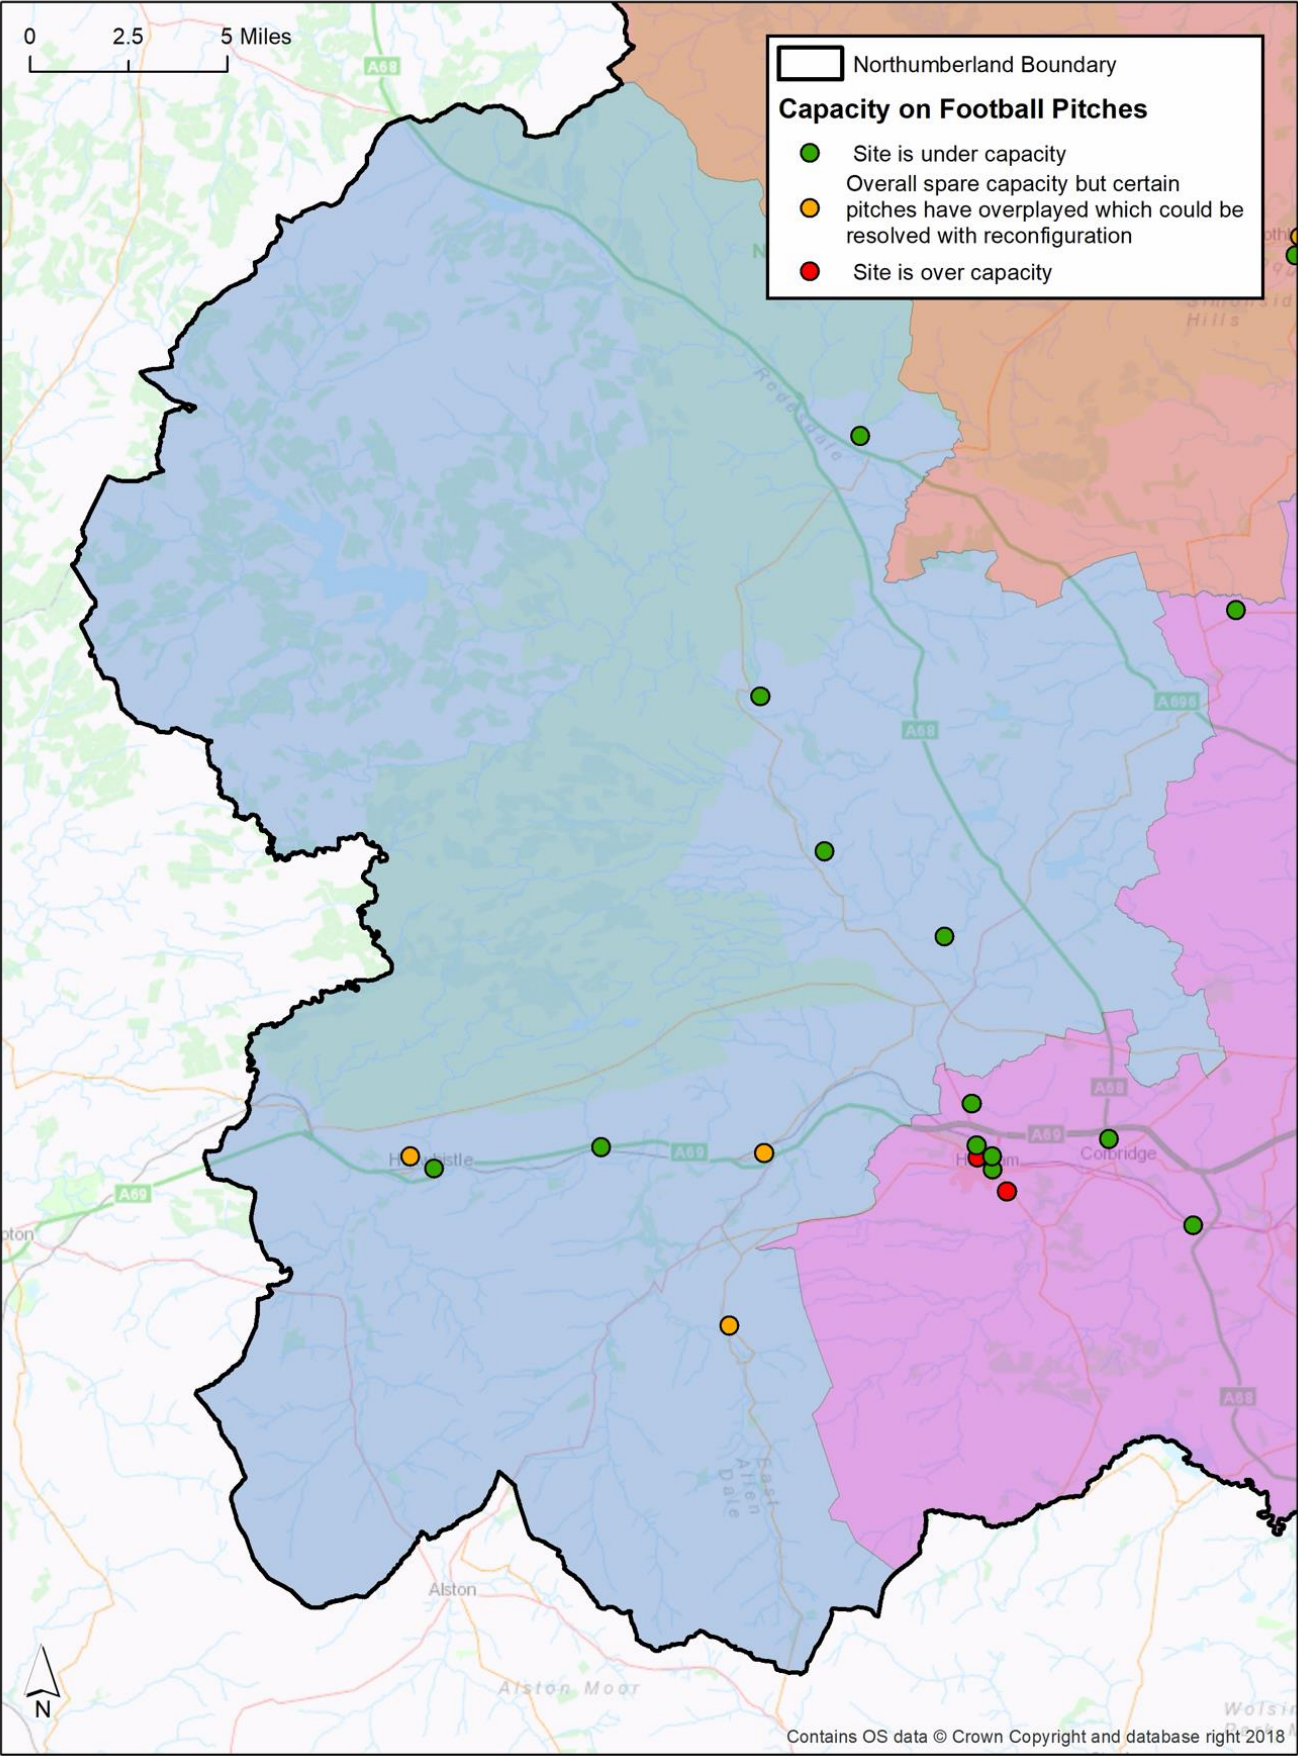 0 2.5 5 Miles
A68
Northumberland Boundary
Capacity on Football Pitches
Site is under capacity
Overall spare capacity but certain
pitches have overplayed which could be
resolved with reconfiguration
Site is over capacity
N
Hills
Redesdale
A696
A68
A68
A69
A69
Corbridge
A69
A68
East
Allen
Dale
Alston
Alston Moor
N
Contains OS data © Crown Copyright and database right 2018